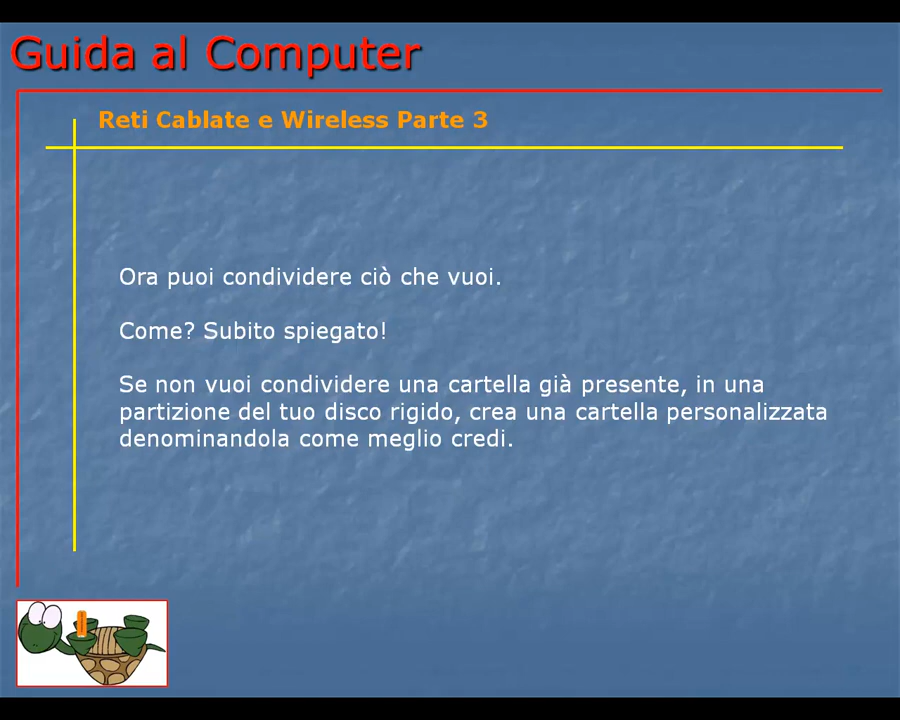 Guida al Computer
Reti Cablate e Wireless Parte 3
Ora puoi condividere ciò che vuoi.
Come? Subito spiegato!
Se non vuoi condividere una cartella già presente, in una
partizione del tuo disco rigido, crea una cartella personalizzata
denominandola come meglio credi.